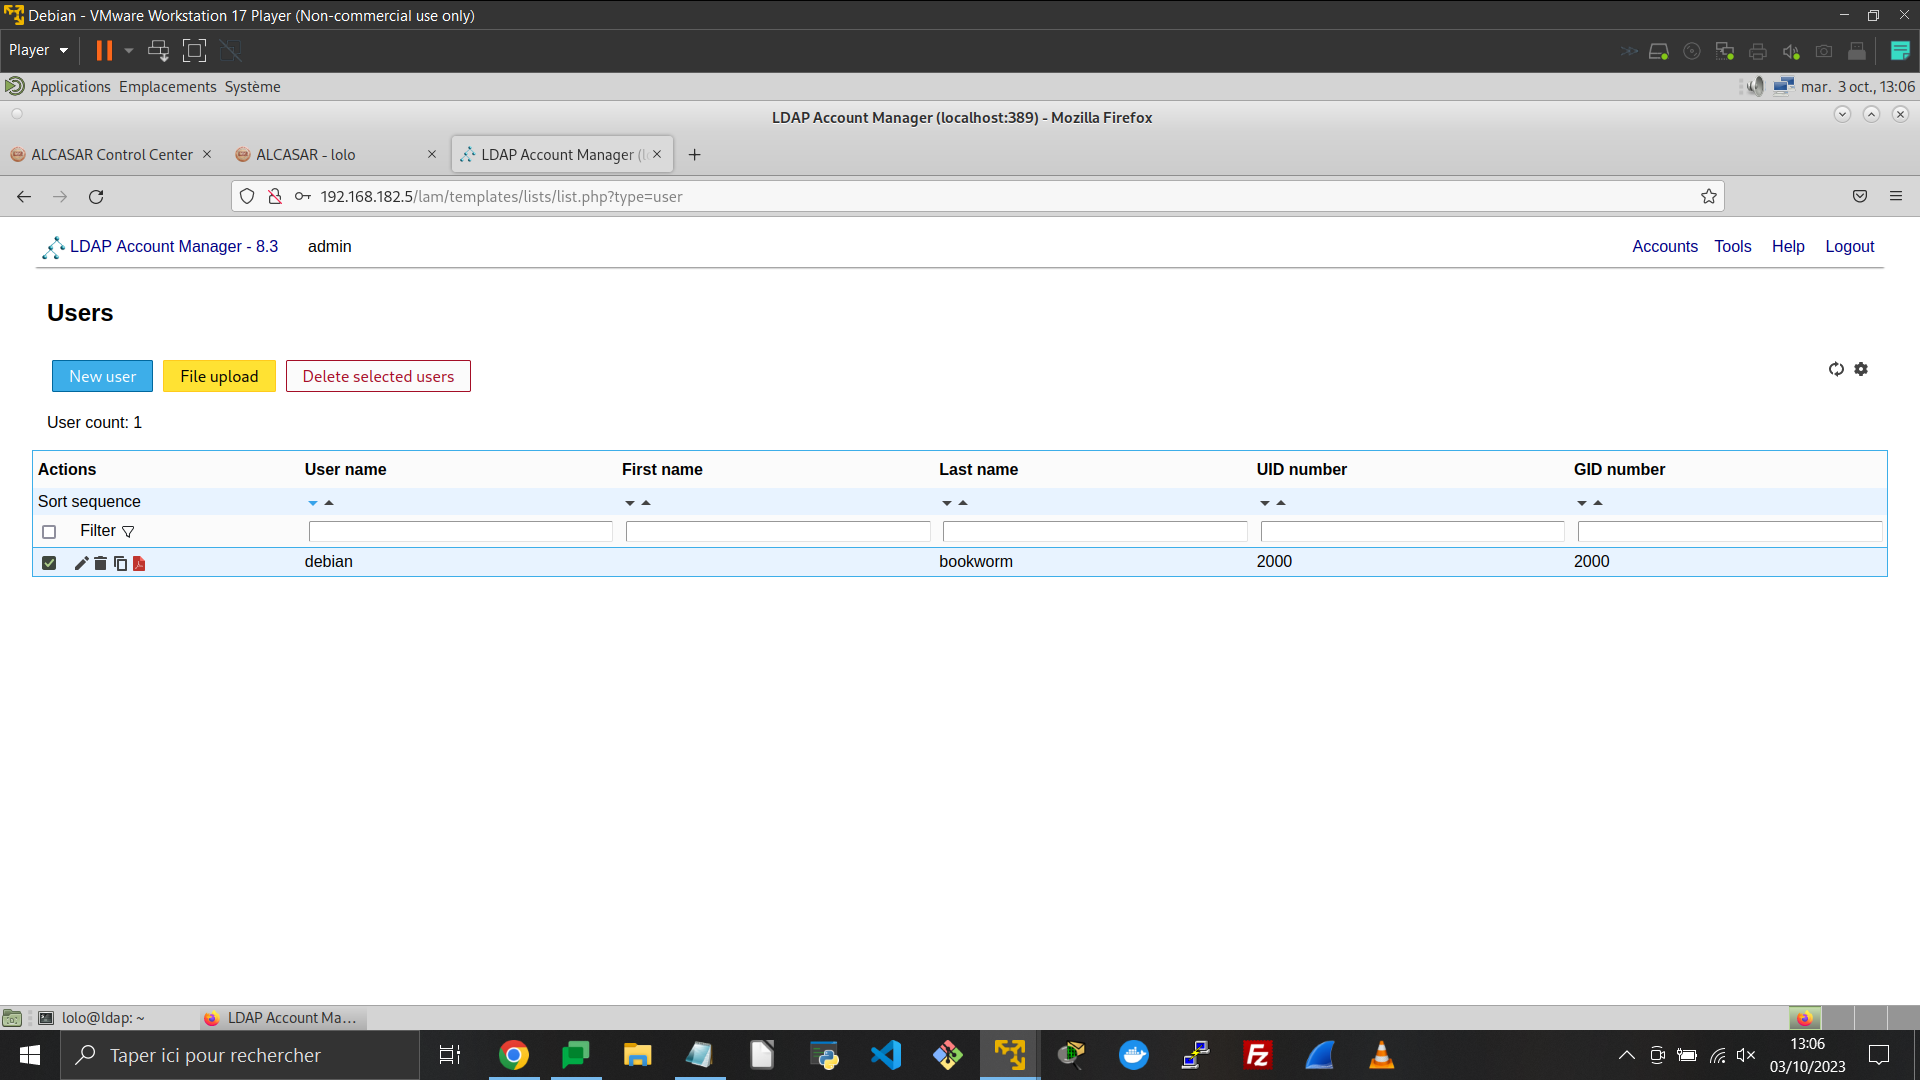 Debian - VMware Workstation 17 Player (Non-commercial use only)
Player
Applications Emplacements Système
mar. 3 oct., 13:06
LDAP Account Manager (localhost:389) - Mozilla Firefox
ALCASAR Control Center
ALCASAR - lolo
LDAP Account Manager (l
192.168.182.5/lam/templates/lists/list.php?type=user
LDAP Account Manager - 8.3 admin
Accounts Tools Help Logout
Users
New user File upload Delete selected users
User count: 1
Actions User name First name Last name UID number GID number
Sort sequence
Filter
debian bookworm 2000 2000
lolo@ldap: ~
LDAP Account Ma...
Taper ici pour rechercher
13:06
03/10/2023